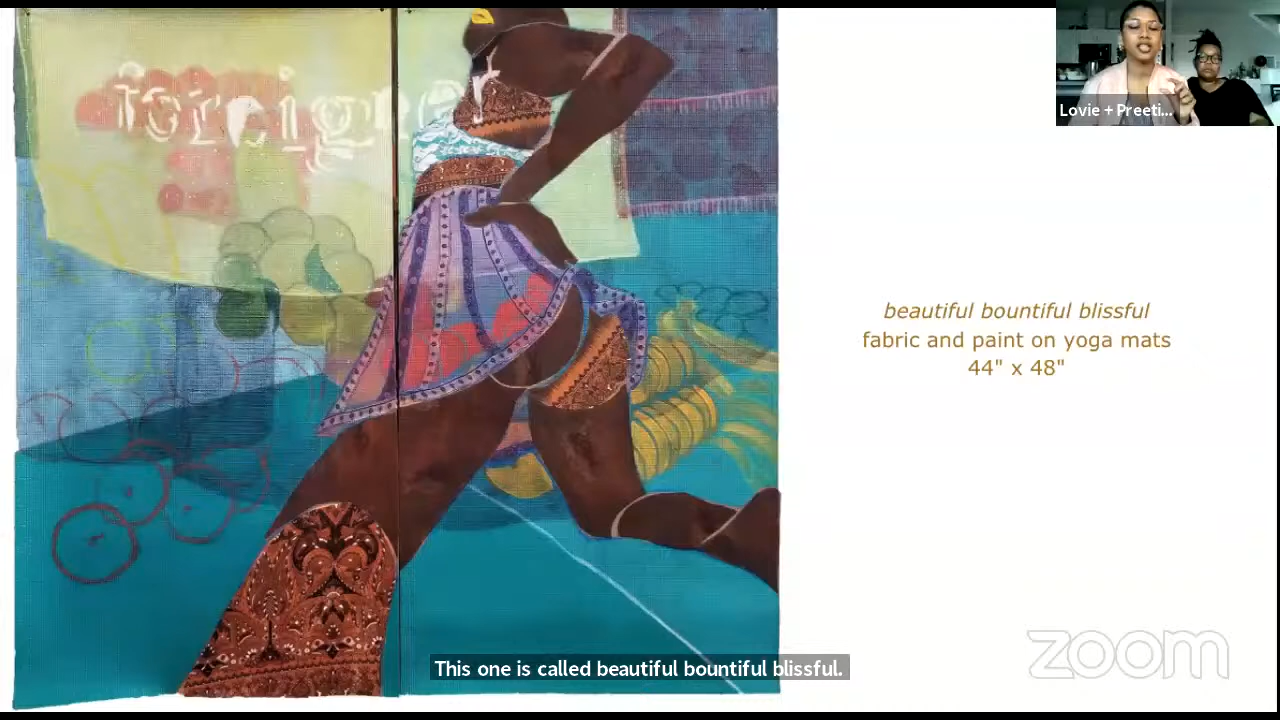 foreigner
Lovie + Preeti...
beautiful bountiful blissful
fabric and paint on yoga mats
44" x 48"
This one is called beautiful bountiful blissful.
zoom